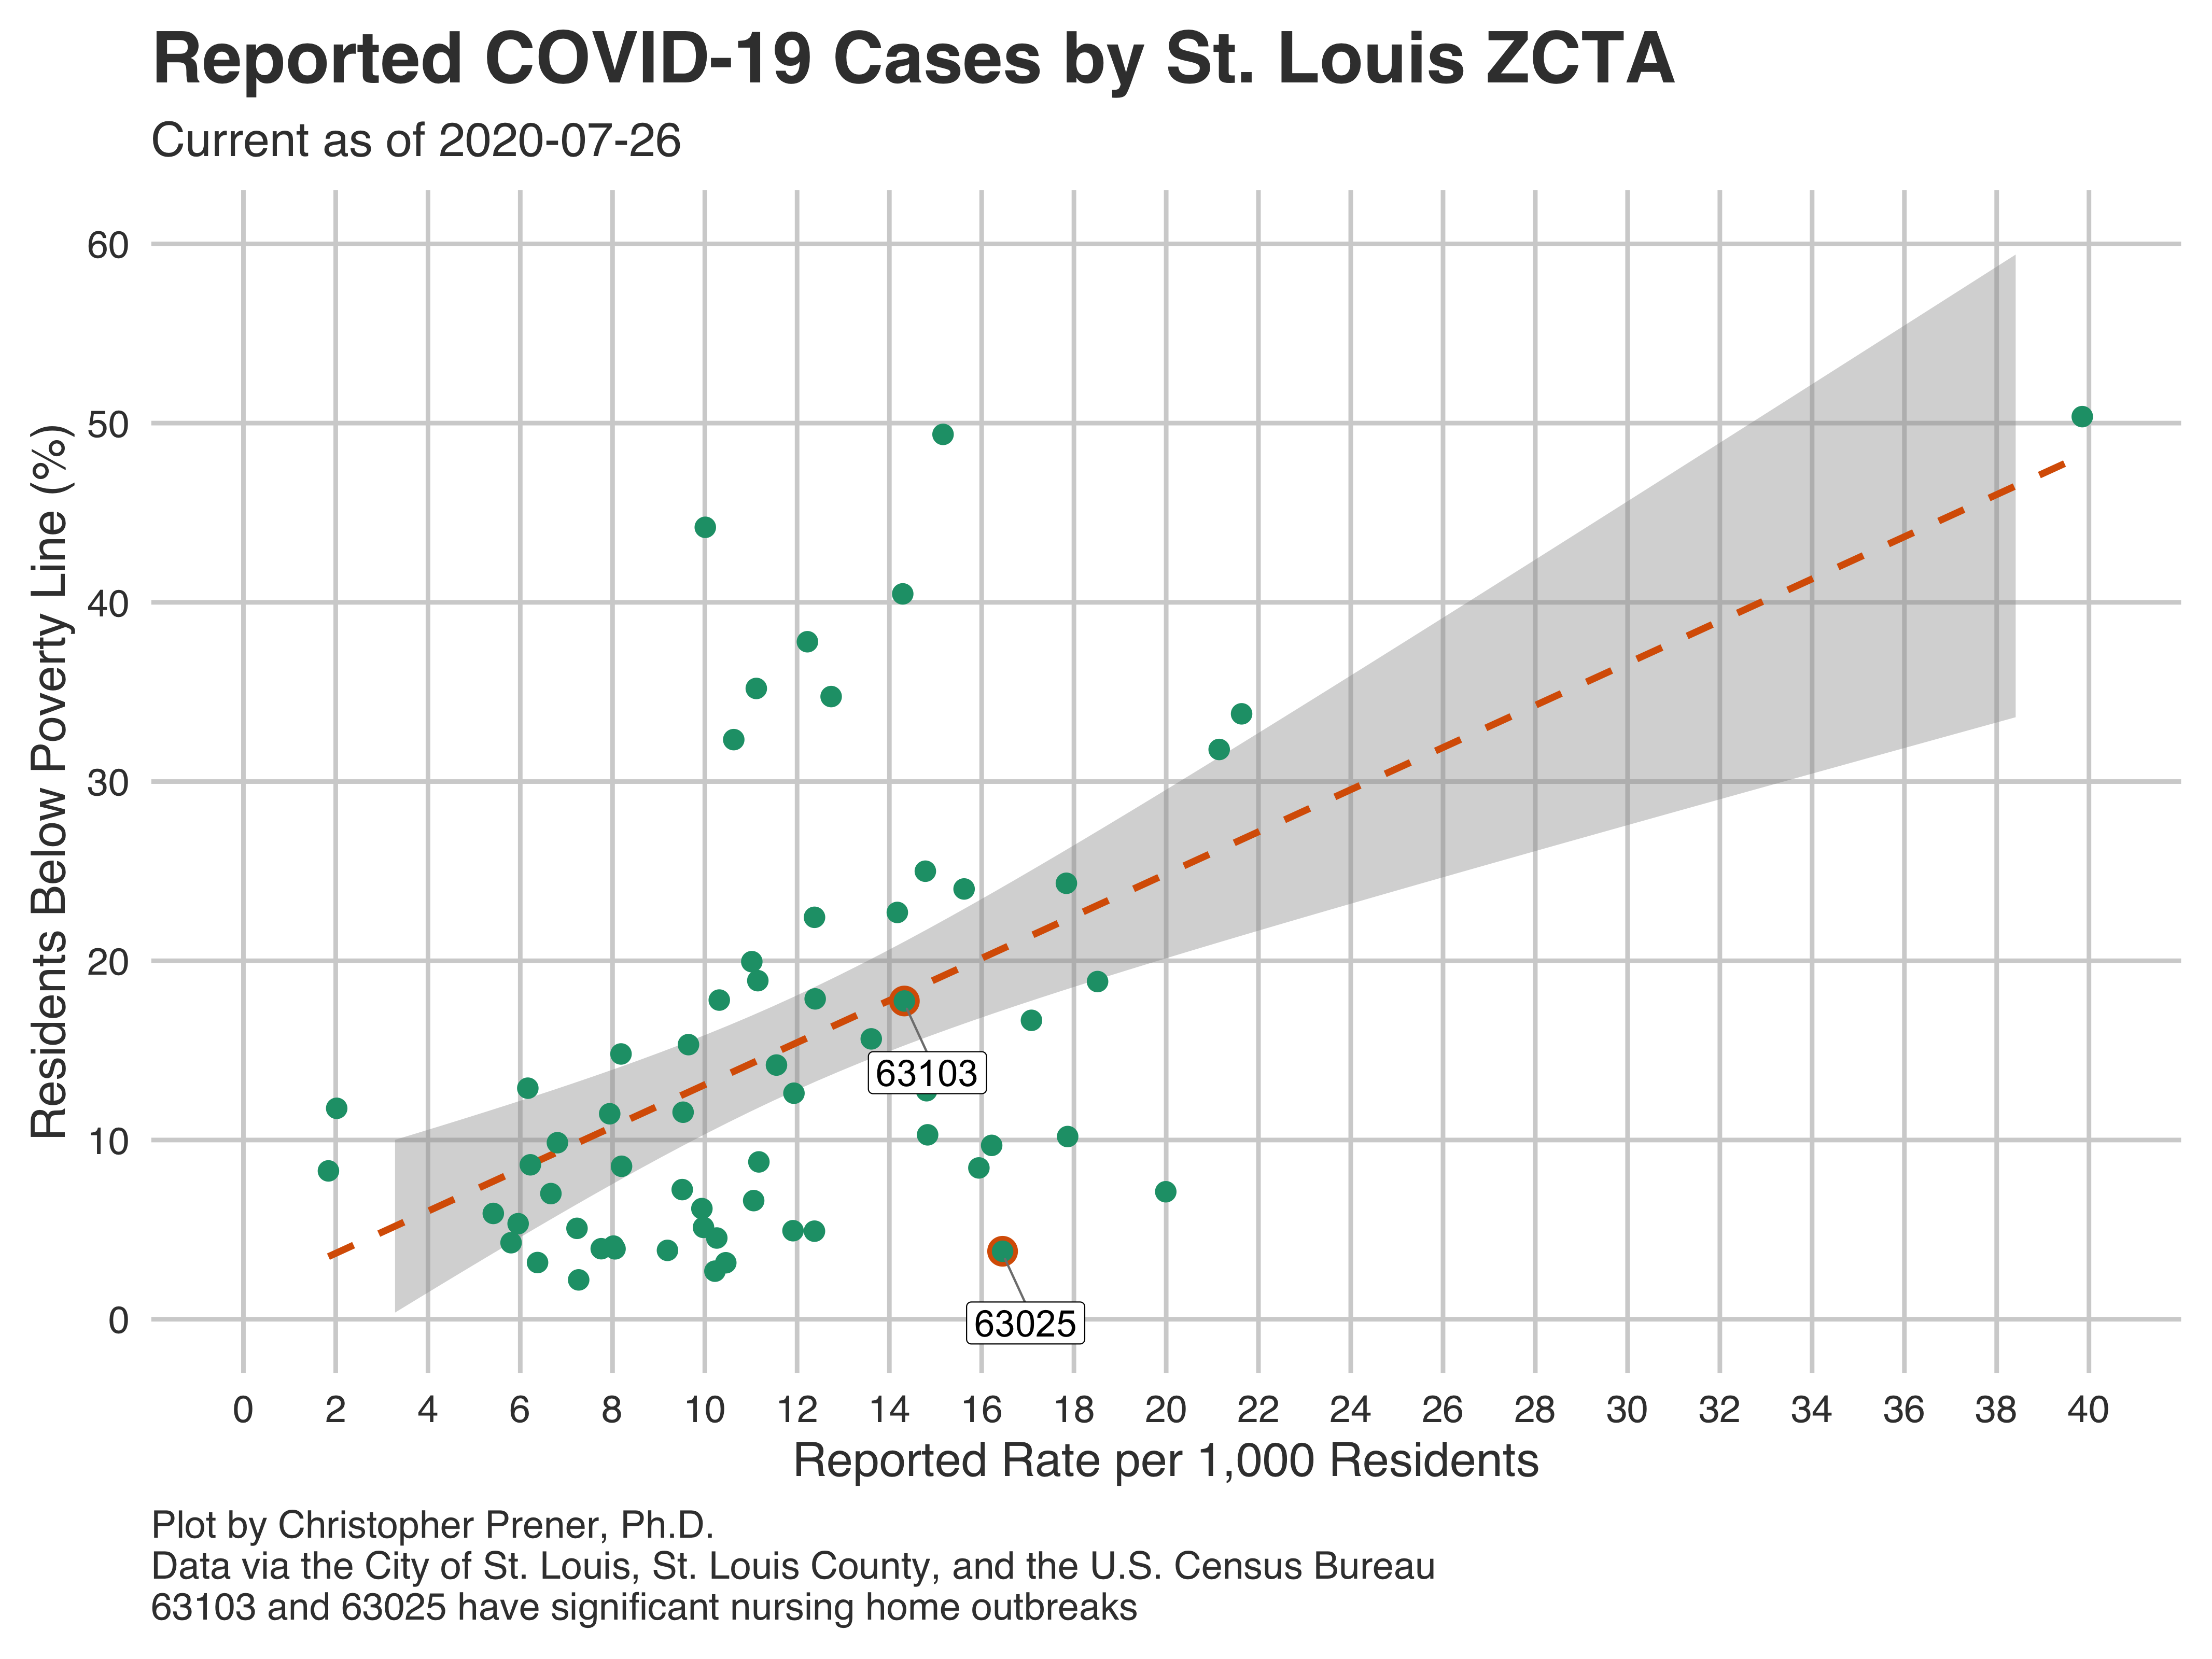 Reported COVID-19 Cases by St. Louis ZCTA
Current as of 2020-07-26
Residents Below Poverty Line (%)
60
50
40
30
20
10
0
63103
63025
0 2 4 6 8 10 12 14 16 18 20 22 24 26 28 30 32 34 36 38 40
Reported Rate per 1,000 Residents
Plot by Christopher Prener, Ph.D.
Data via the City of St. Louis, St. Louis County, and the U.S. Census Bureau
63103 and 63025 have significant nursing home outbreaks